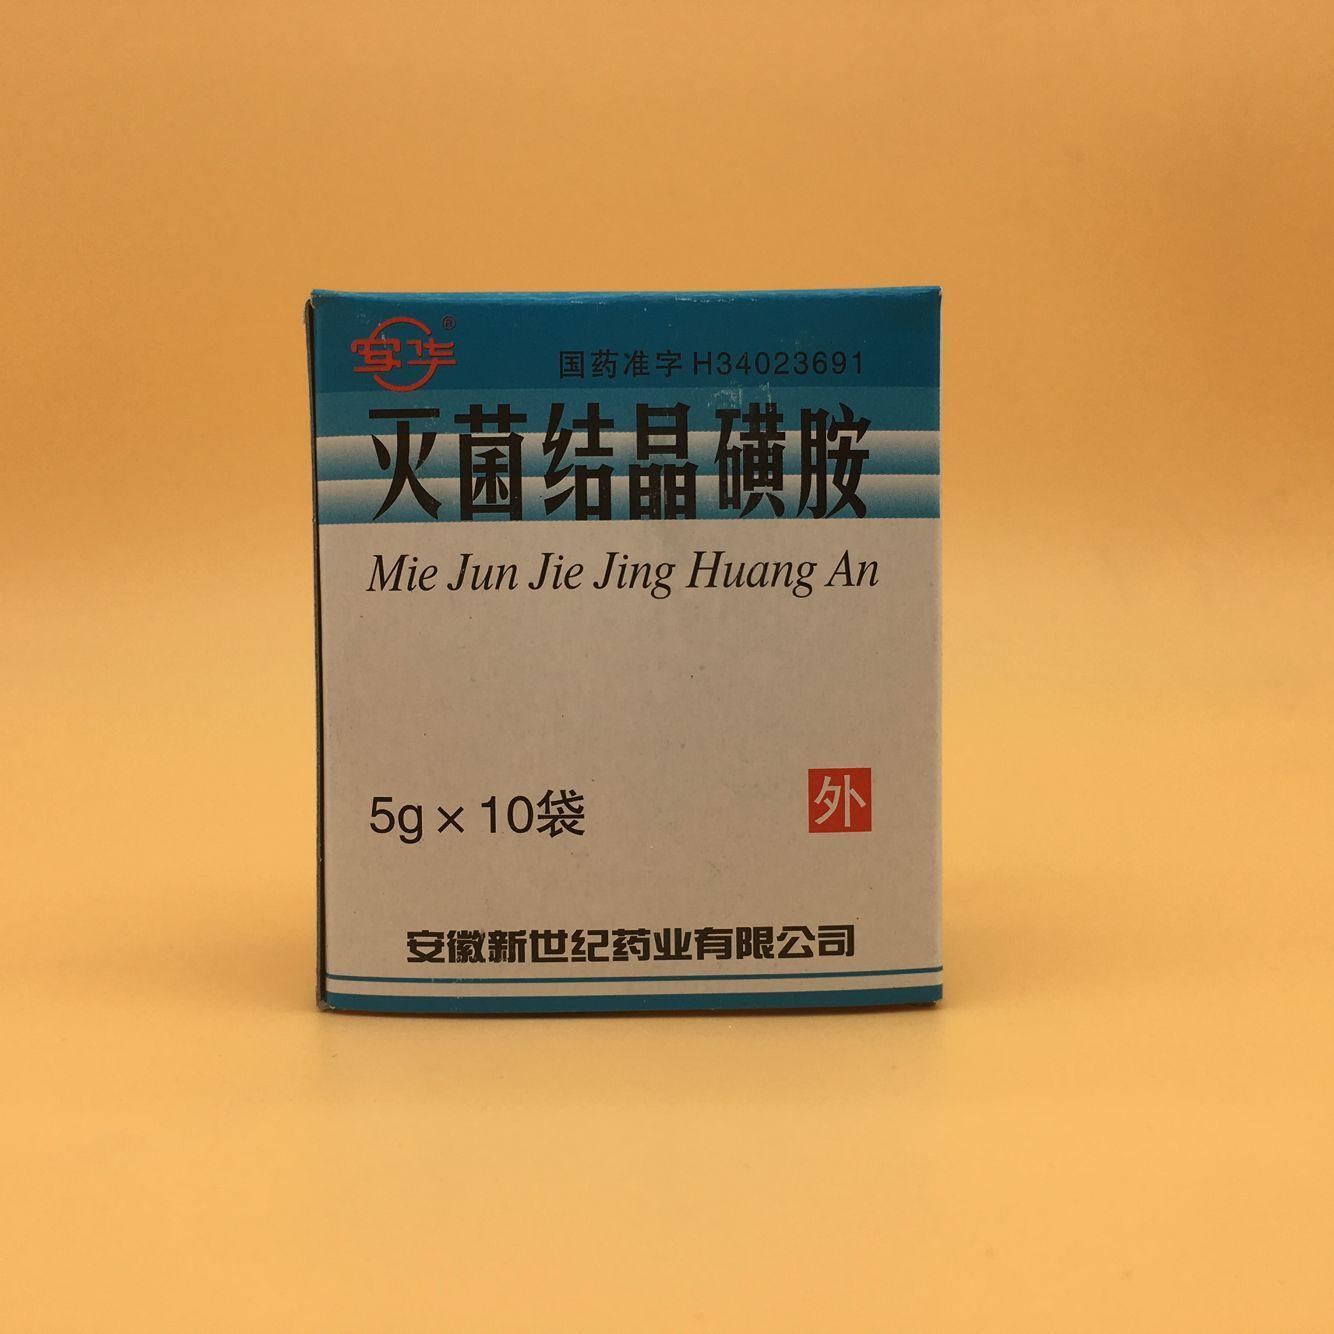 安华®
国药准字H34023691
灭菌结晶磺胺
Mie Jun Jie Jing Huang An
5g×10袋
外
安徽新世纪药业有限公司